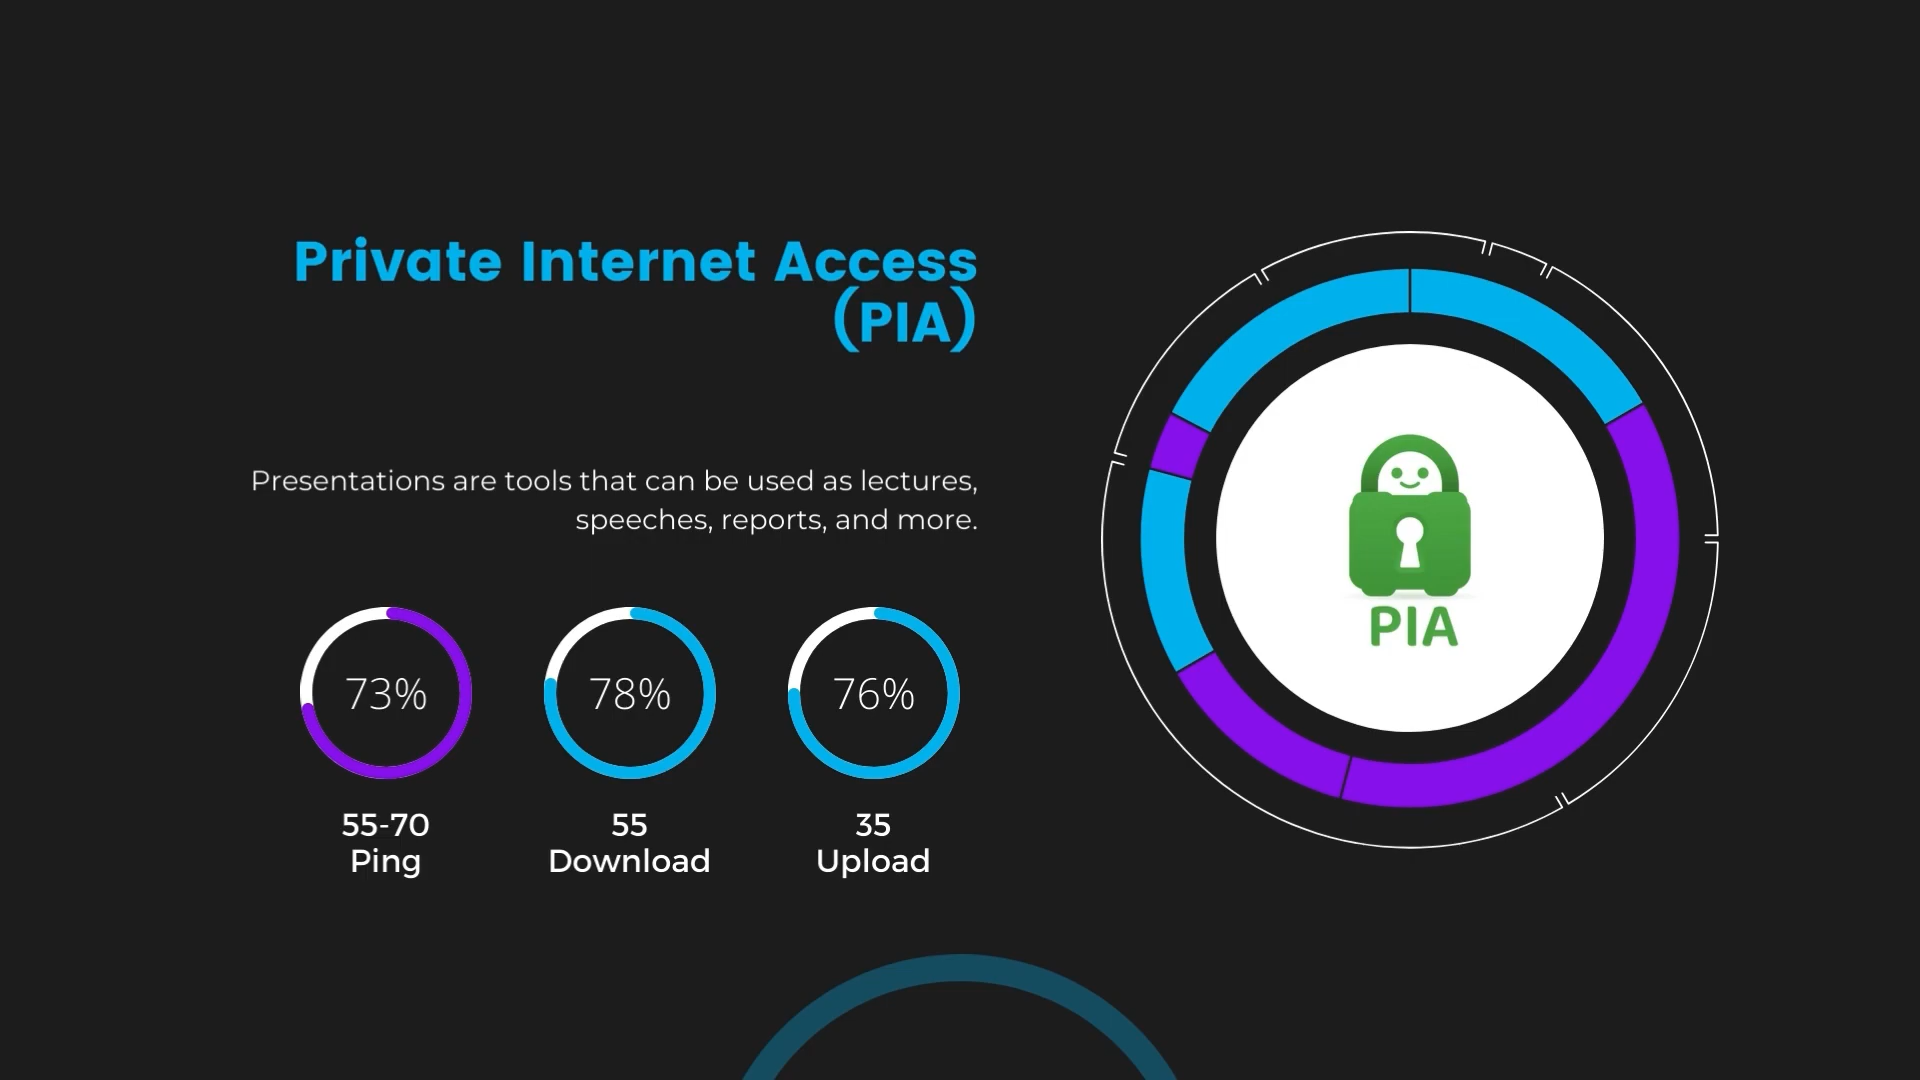 Private Internet Access
(PIA)
Presentations are tools that can be used as lectures,
speeches, reports, and more.
73%
78%
76%
55-70
Ping
55
Download
35
Upload
PIA